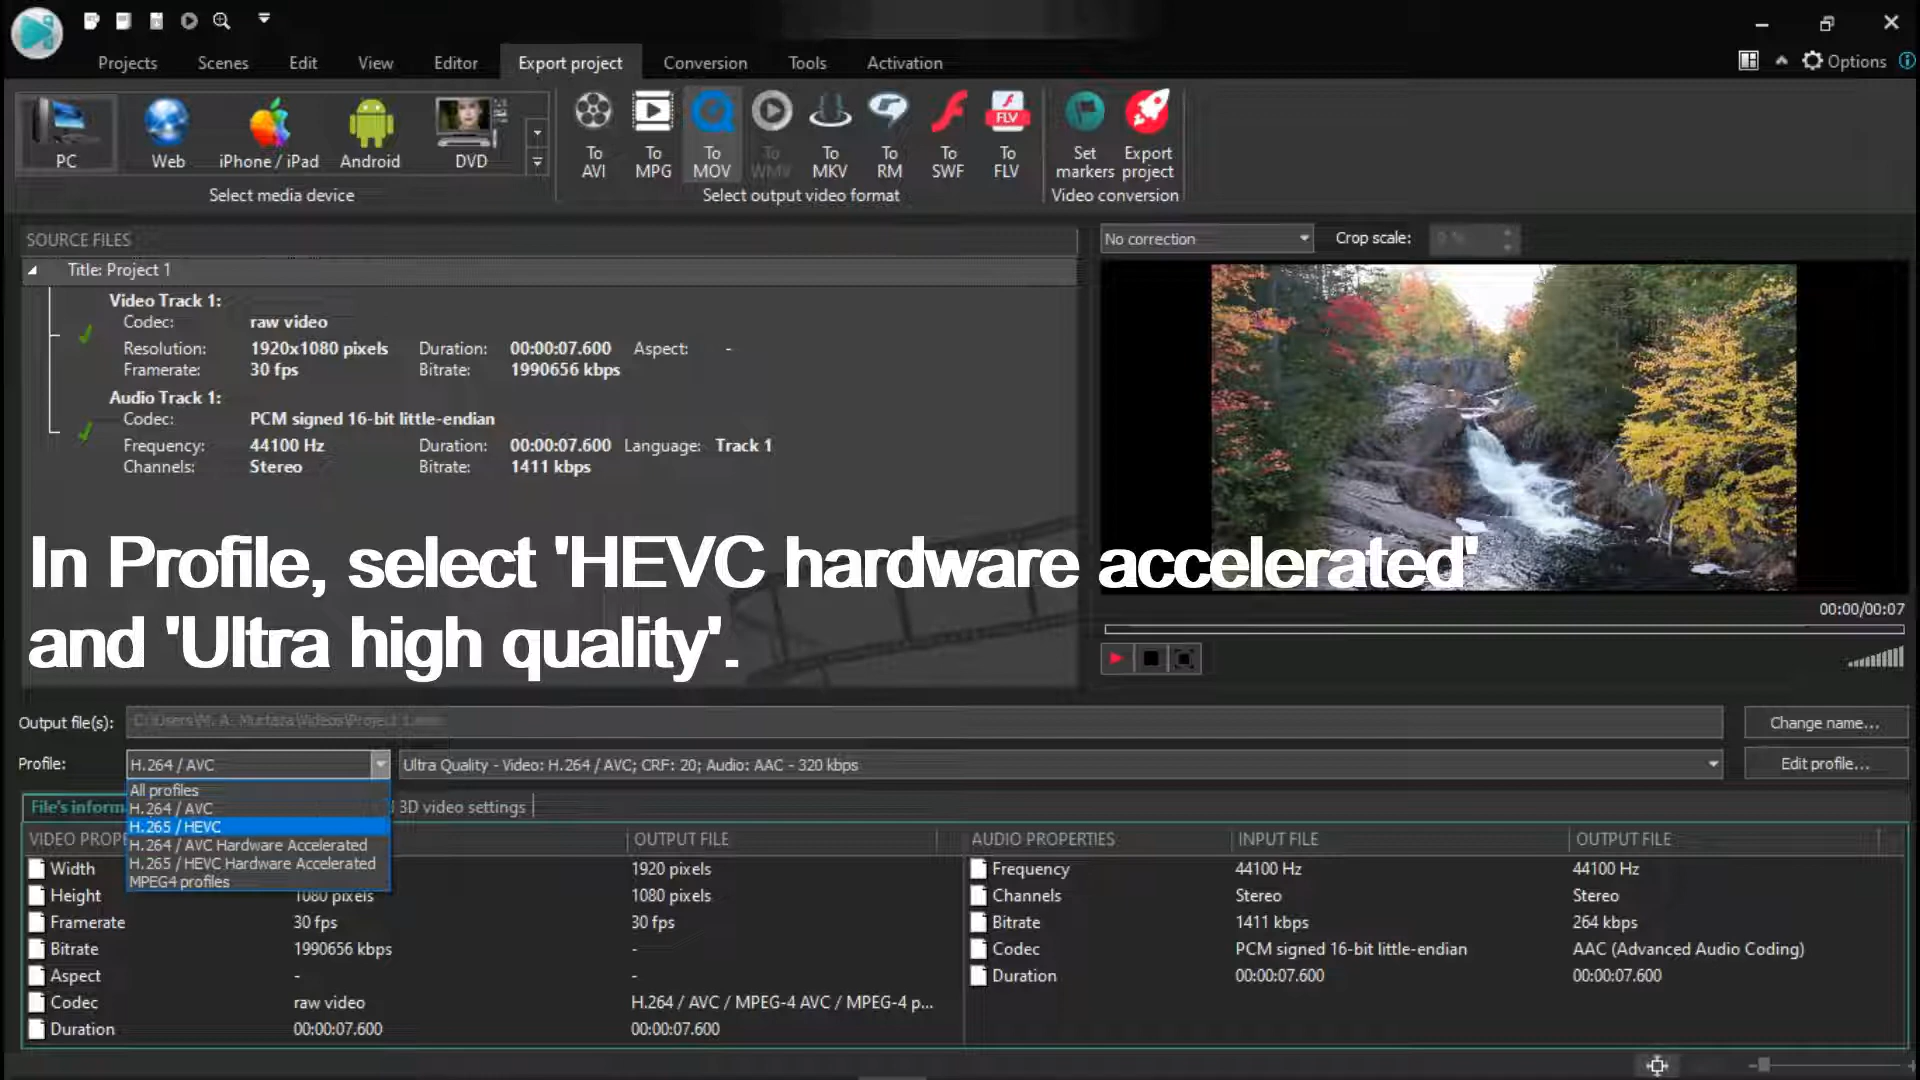 Projects Scenes Edit View Editor Export project Conversion Tools Activation Options
PC Web iPhone / iPad Android DVD
Select media device
To AVI To MPG To MOV To WMV To MKV To RM To SWF To FLV
Select output video format
Set markers Export project
Video conversion
FLV
SOURCE FILES
No correction Crop scale: 0 %
Title: Project 1
Video Track 1:
Codec: raw video
Resolution: 1920x1080 pixels Duration: 00:00:07.600 Aspect: -
Framerate: 30 fps Bitrate: 1990656 kbps
Audio Track 1:
Codec: PCM signed 16-bit little-endian
Frequency: 44100 Hz Duration: 00:00:07.600 Language: Track 1
Channels: Stereo Bitrate: 1411 kbps
In Profile, select 'HEVC hardware accelerated'
and 'Ultra high quality'.
00:00/00:07
Output file(s): Change name...
Profile: H.264 / AVC Ultra Quality - Video: H.264 / AVC; CRF: 20; Audio: AAC - 320 kbps Edit profile...
All profiles
H.264 / AVC
H.265 / HEVC
H.264 / AVC Hardware Accelerated
H.265 / HEVC Hardware Accelerated
MPEG4 profiles
File's inform 3D video settings
VIDEO PROP OUTPUT FILE AUDIO PROPERTIES INPUT FILE OUTPUT FILE
Width 1920 pixels Frequency 44100 Hz 44100 Hz
Height 1080 pixels 1080 pixels Channels Stereo Stereo
Framerate 30 fps 30 fps Bitrate 1411 kbps 264 kbps
Bitrate 1990656 kbps - Codec PCM signed 16-bit little-endian AAC (Advanced Audio Coding)
Aspect - - Duration 00:00:07.600 00:00:07.600
Codec raw video H.264 / AVC / MPEG-4 AVC / MPEG-4 p...
Duration 00:00:07.600 00:00:07.600